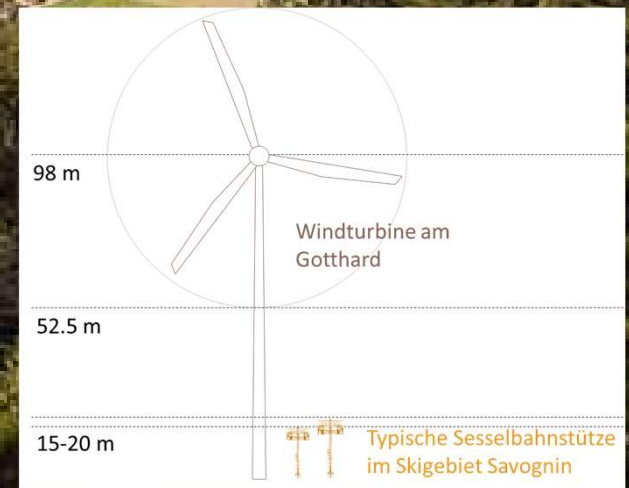 98 m
Windturbine am
Gotthard
52.5 m
15-20 m
Typische Sesselbahnstütze
im Skigebiet Savognin